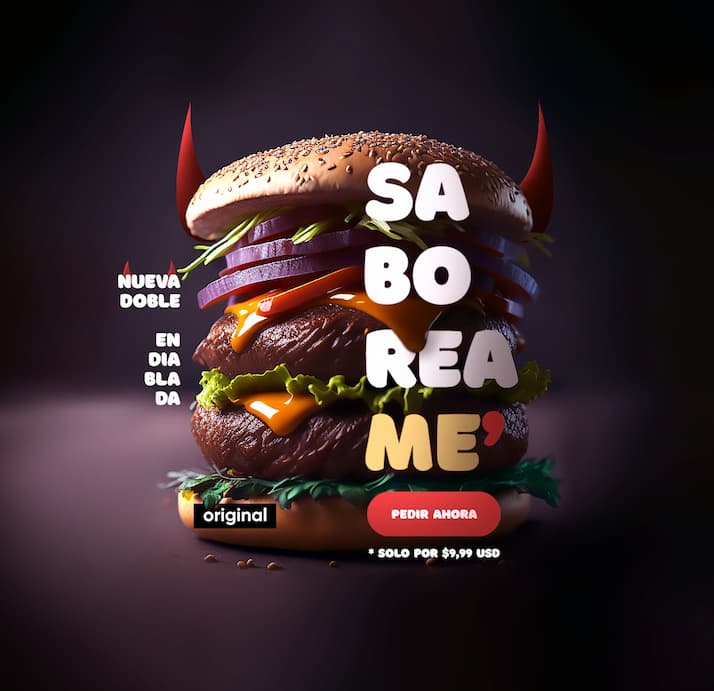 NUEVA
DOBLE
EN
DIA
BLA
DA
SA
BO
REA
ME’
original
PEDIR AHORA
* SOLO POR $9,99 USD